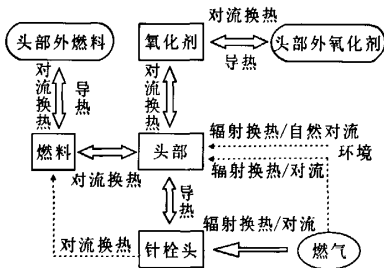 对流换热
头部外燃料
氧化剂
头部外氧化剂
导热
对流换热
导热
对流换热
辐射换热/自然对流
燃料
头部
环境
对流换热
辐射换热/对流
导热
辐射换热/对流
对流换热
针栓头
燃气